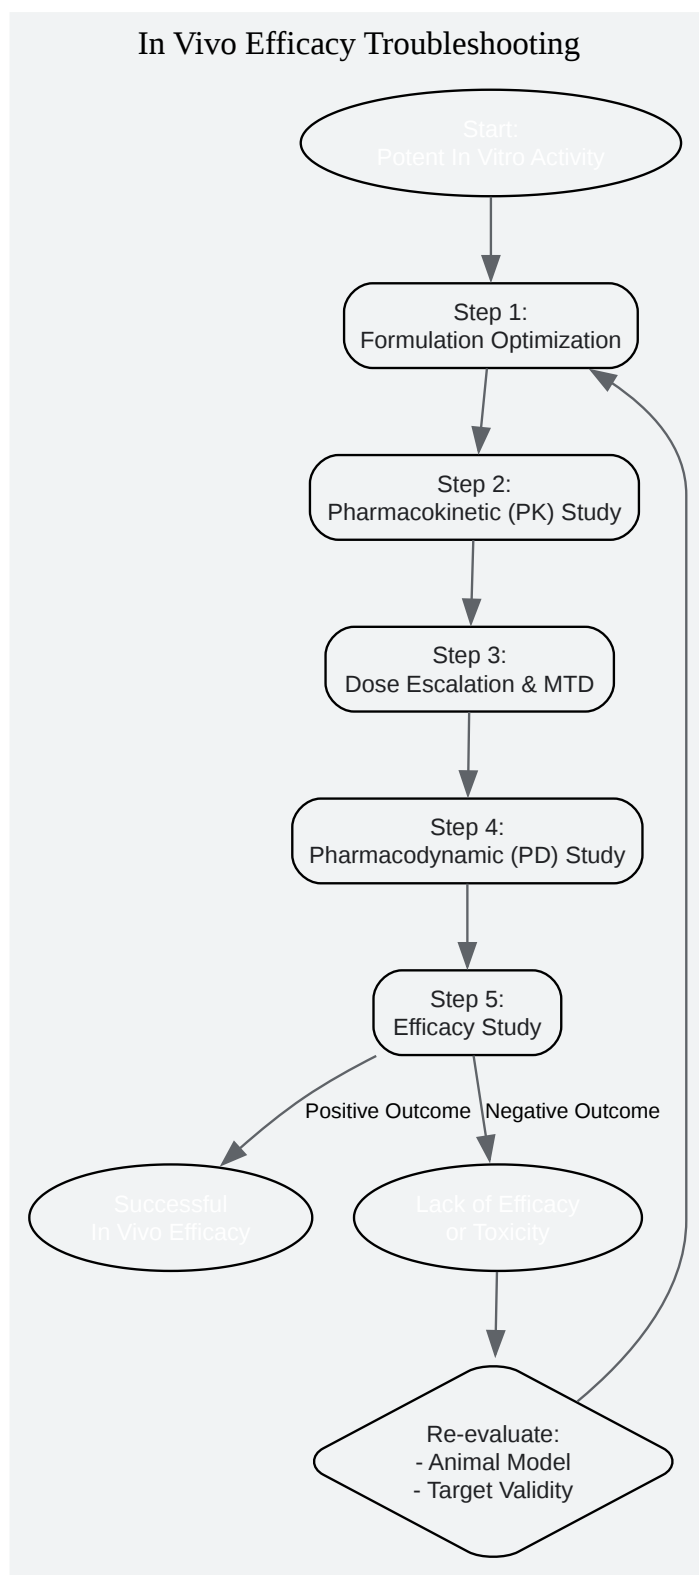 In Vivo Efficacy Troubleshooting
Start:
Potent In Vitro Activity
Step 1:
Formulation Optimization
Step 2:
Pharmacokinetic (PK) Study
Step 3:
Dose Escalation & MTD
Step 4:
Pharmacodynamic (PD) Study
Step 5:
Efficacy Study
Positive Outcome
Negative Outcome
Successful
In Vivo Efficacy
Lack of Efficacy
or Toxicity
Re-evaluate:
- Animal Model
- Target Validity